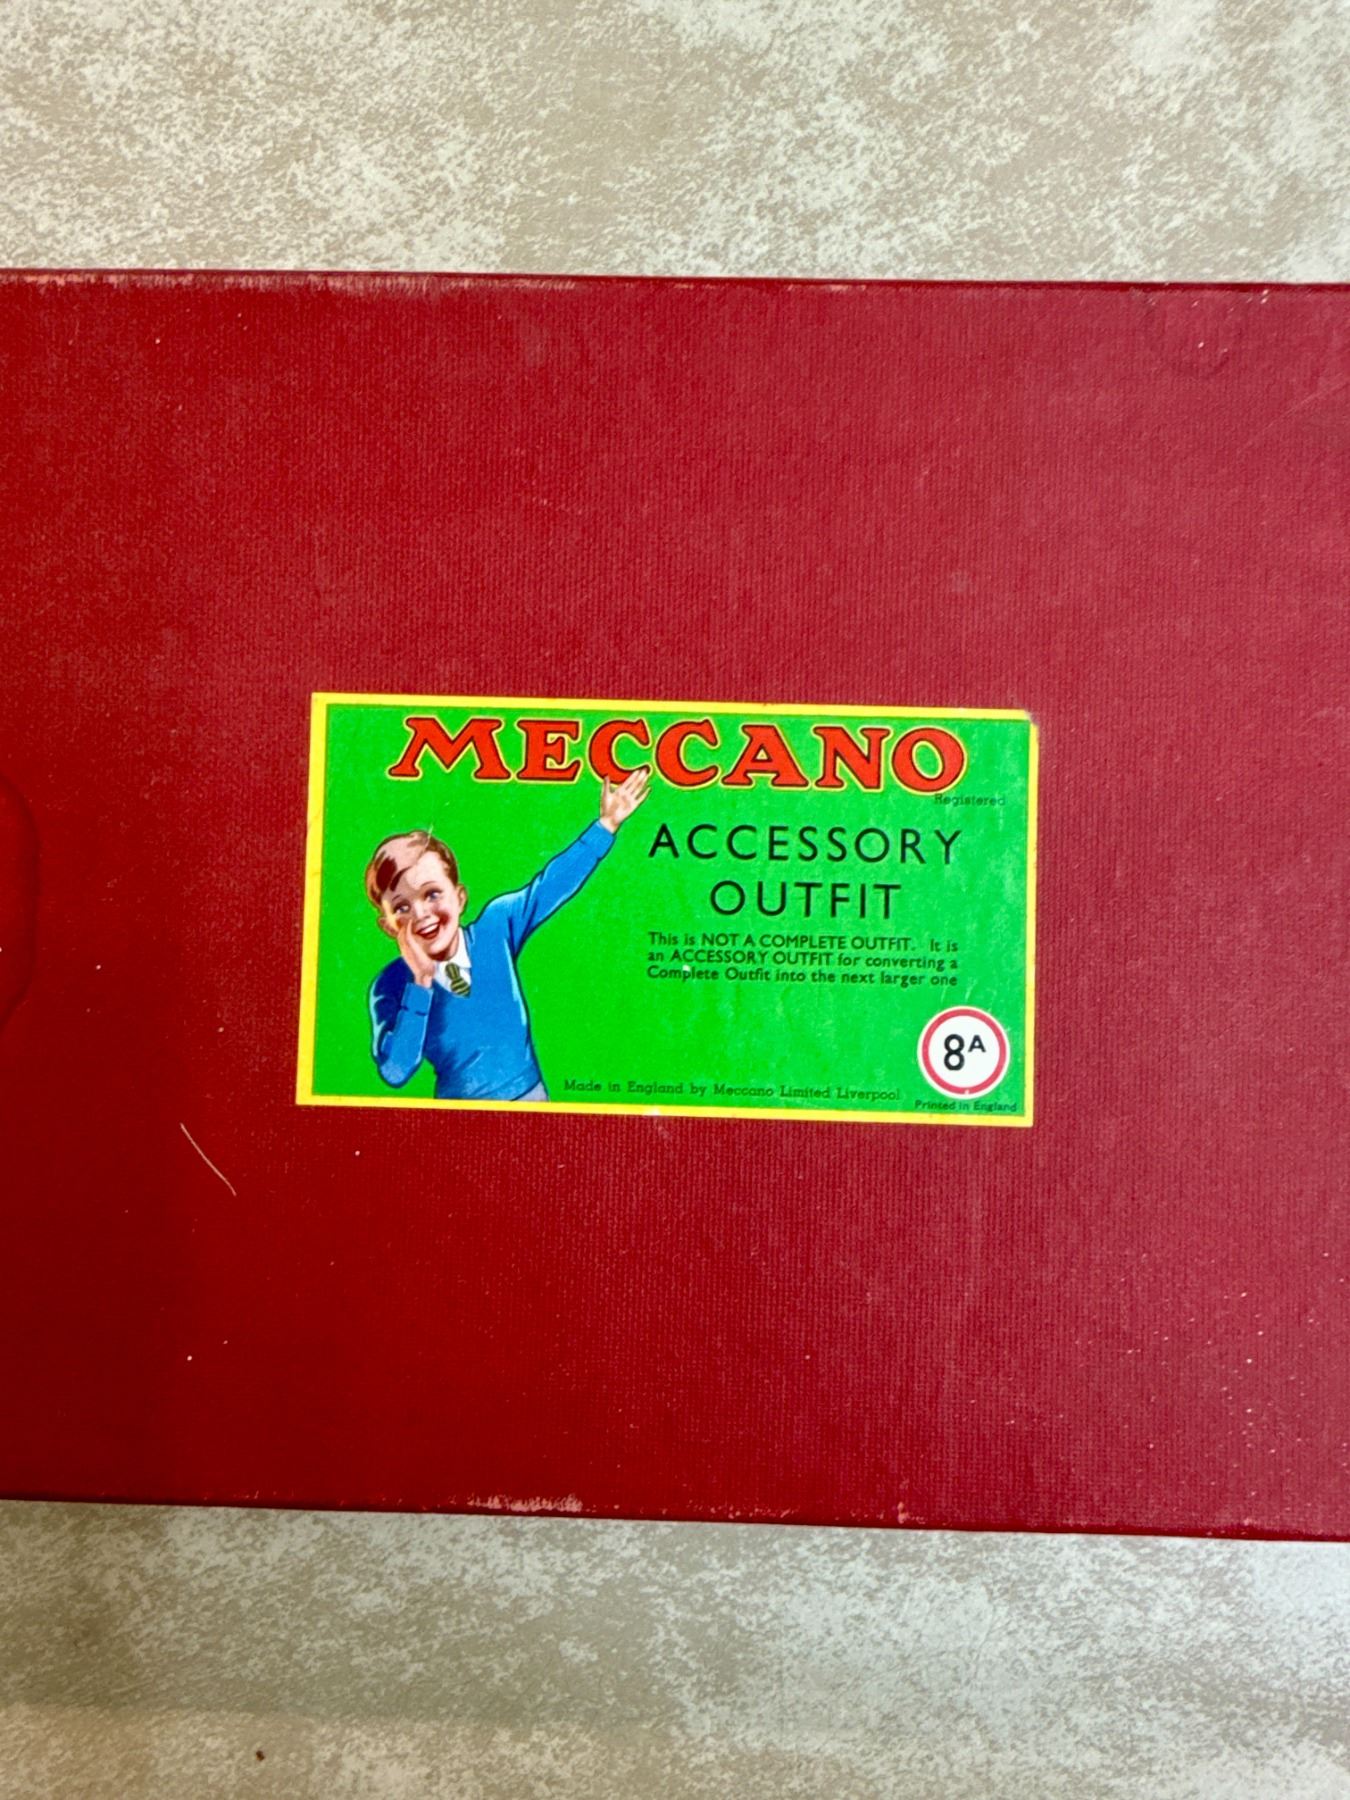 MECCANO
Registered
ACCESSORY
OUTFIT
This is NOT A COMPLETE OUTFIT. It is
an ACCESSORY OUTFIT for converting a
Complete Outfit into the next larger one
8A
Made in England by Meccano Limited Liverpool
Printed in England